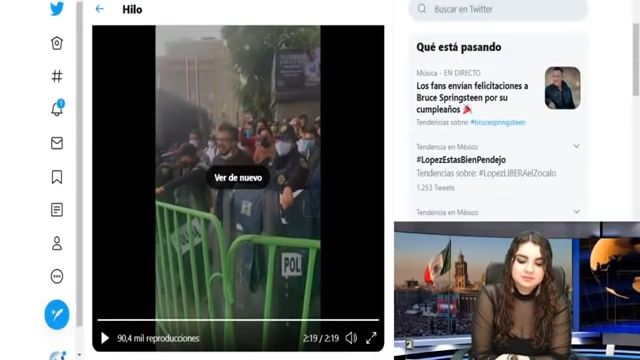 Hilo
Buscar en Twitter
Qué está pasando
Música - EN DIRECTO
Los fans envían felicitaciones a
Bruce Springsteen por su
cumpleaños
Tendencias sobre: #brucespringsteen
Tendencia en México
#LopezEstasBienPendejo
Tendencias sobre: #LopezLIBERAelZocalo
1.253 Tweets
Tendencia en México
1
Ver de nuevo
POL
90,4 mil reproducciones
2:19 / 2:19